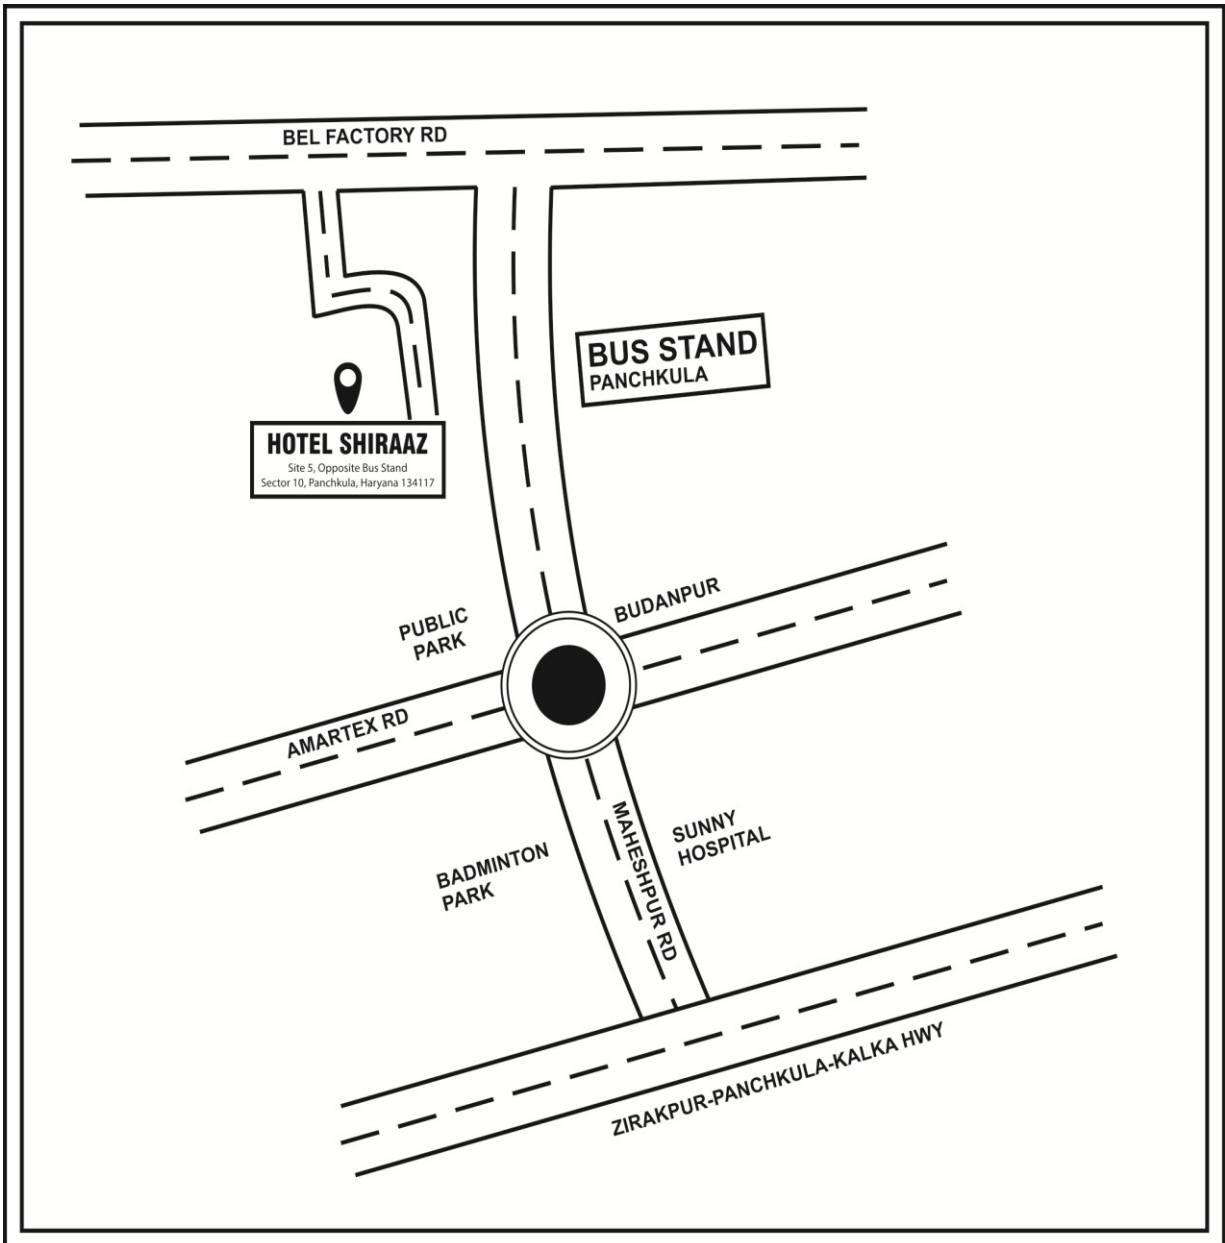 BEL FACTORY RD
BUS STAND
PANCHKULA
HOTEL SHIRAAZ
Site 5, Opposite Bus Stand
Sector 10, Panchkula, Haryana 134117
BUDANPUR
PUBLIC
PARK
AMARTEX RD
MAHESHPUR RD
SUNNY
HOSPITAL
BADMINTON
PARK
ZIRAKPUR-PANCHKULA-KALKA HWY